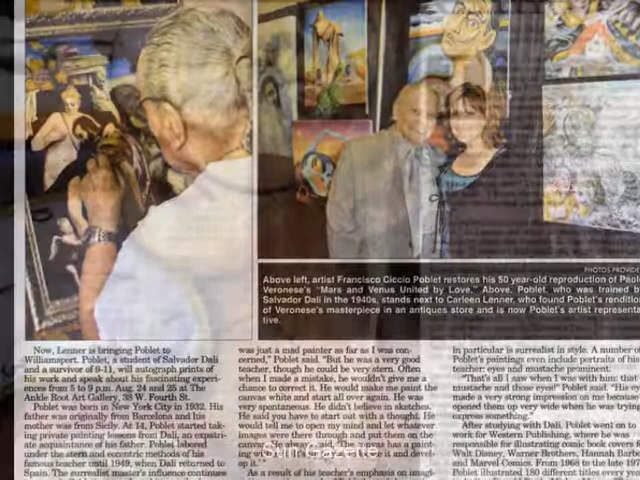 PHOTOS PROVIDE
Above left, artist Francisco Ciccio Poblet restores his 50 year-old reproduction of Paol
Veronese's "Mars and Venus United by Love." Above, Poblet, who was trained b
Salvador Dali in the 1940s, stands next to Carleen Lenner, who found Poblet's renditio
of Veronese's masterpiece in an antiques store and is now Poblet's artist representa
tive.
Now, Lenner is bringing Poblet to
Williamsport. Poblet, a student of Salvador Dali
and a survivor of 9-11, will autograph prints of
his work and speak about his fascinating experi-
ences from 5 to 9 p.m. Aug. 24 and 25 at The
Ankle Root Art Gallery, 38 W. Fourth St.
Poblet was born in New York City in 1932. His
father was originally from Barcelona and his
mother was from Sicily. At 14, Poblet started tak-
ing private painting lessons from Dali, an expatri-
ate acquaintance of his father. Poblet labored
under the stern and eccentric methods of his
famous teacher until 1949, when Dali returned to
Spain. The surrealist master's influence continues
was just a mad painter as far as I was con-
cerned," Poblet said. "But he was a very good
teacher, though he could be very stern. Often
when I made a mistake, he wouldn't give me a
chance to correct it. He would make me paint the
canvas white and start all over again. He was
very spontaneous. He didn't believe in sketches.
He said you have to start out with a thought. He
would tell me to open my mind and let whatever
images were there through and put them on the
canvas. He always said, 'The canvas has a paint-
ing
it and devel-
op it.'"
As a result of his teacher's emphasis on imagi-
Sun Gazette
in particular is surrealist in style. A number of
Poblet's paintings even include portraits of his
teacher: eyes and mustache prominent.
"That's all I saw when I was with him: that
mustache and those eyes!" Poblet said. "His eye
made a very strong impression on me because
opened them up very wide when he was tryin
express something."
After studying with Dali, Poblet went on to
work for Western Publishing, where he was
responsible for illustrating comic book covers f
Walt Disney, Warner Brothers, Hannah Barbe
and Marvel Comics. From 1968 to the late 197
Poblet illustrated 180 different titles every yea